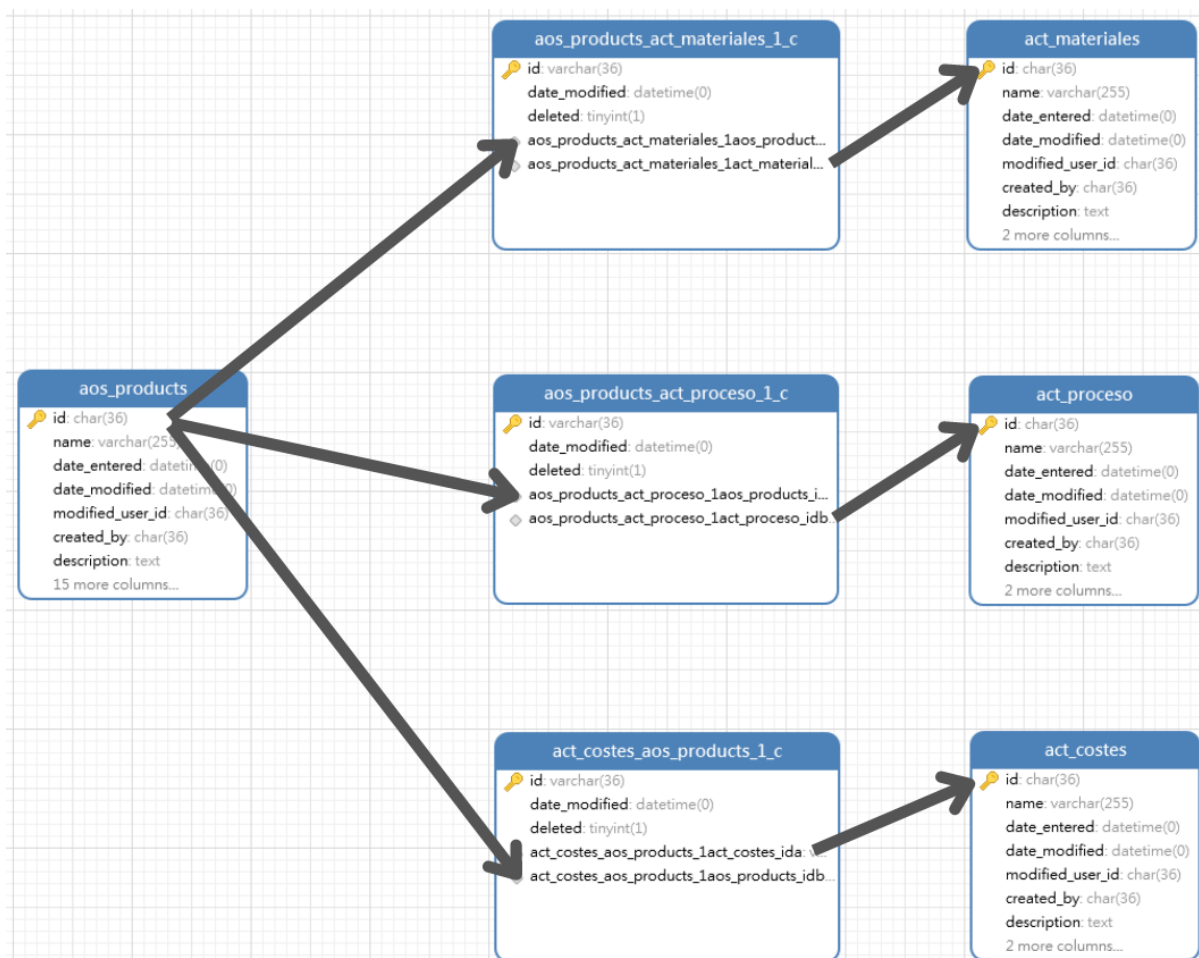 aos_products_act_materiales_1_c
id: varchar(36)
date_modified: datetime(0)
deleted: tinyint(1)
aos_products_act_materiales_1aos_product...
aos_products_act_materiales_1act_material...
act_materiales
id: char(36)
name: varchar(255)
date_entered: datetime(0)
date_modified: datetime(0)
modified_user_id: char(36)
created_by: char(36)
description: text
2 more columns...
aos_products
id: char(36)
name: varchar(255)
date_entered: datetime(0)
date_modified: datetime(0)
modified_user_id: char(36)
created_by: char(36)
description: text
15 more columns...
aos_products_act_proceso_1_c
id: varchar(36)
date_modified: datetime(0)
deleted: tinyint(1)
aos_products_act_proceso_1aos_products_i...
aos_products_act_proceso_1act_proceso_idb...
act_proceso
id: char(36)
name: varchar(255)
date_entered: datetime(0)
date_modified: datetime(0)
modified_user_id: char(36)
created_by: char(36)
description: text
2 more columns...
act_costes_aos_products_1_c
id: varchar(36)
date_modified: datetime(0)
deleted: tinyint(1)
act_costes_aos_products_1act_costes_ida: v...
act_costes_aos_products_1aos_products_idb...
act_costes
id: char(36)
name: varchar(255)
date_entered: datetime(0)
date_modified: datetime(0)
modified_user_id: char(36)
created_by: char(36)
description: text
2 more columns...